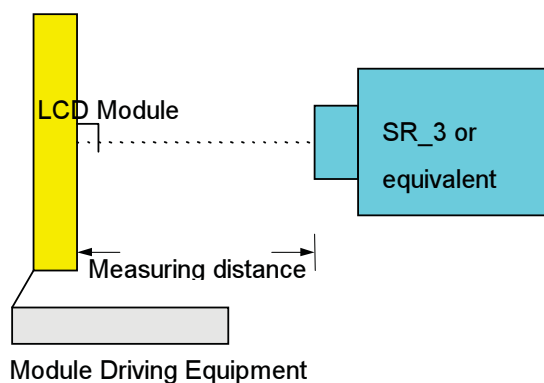 LCD Module
SR_3 or
equivalent
Measuring distance
Module Driving Equipment